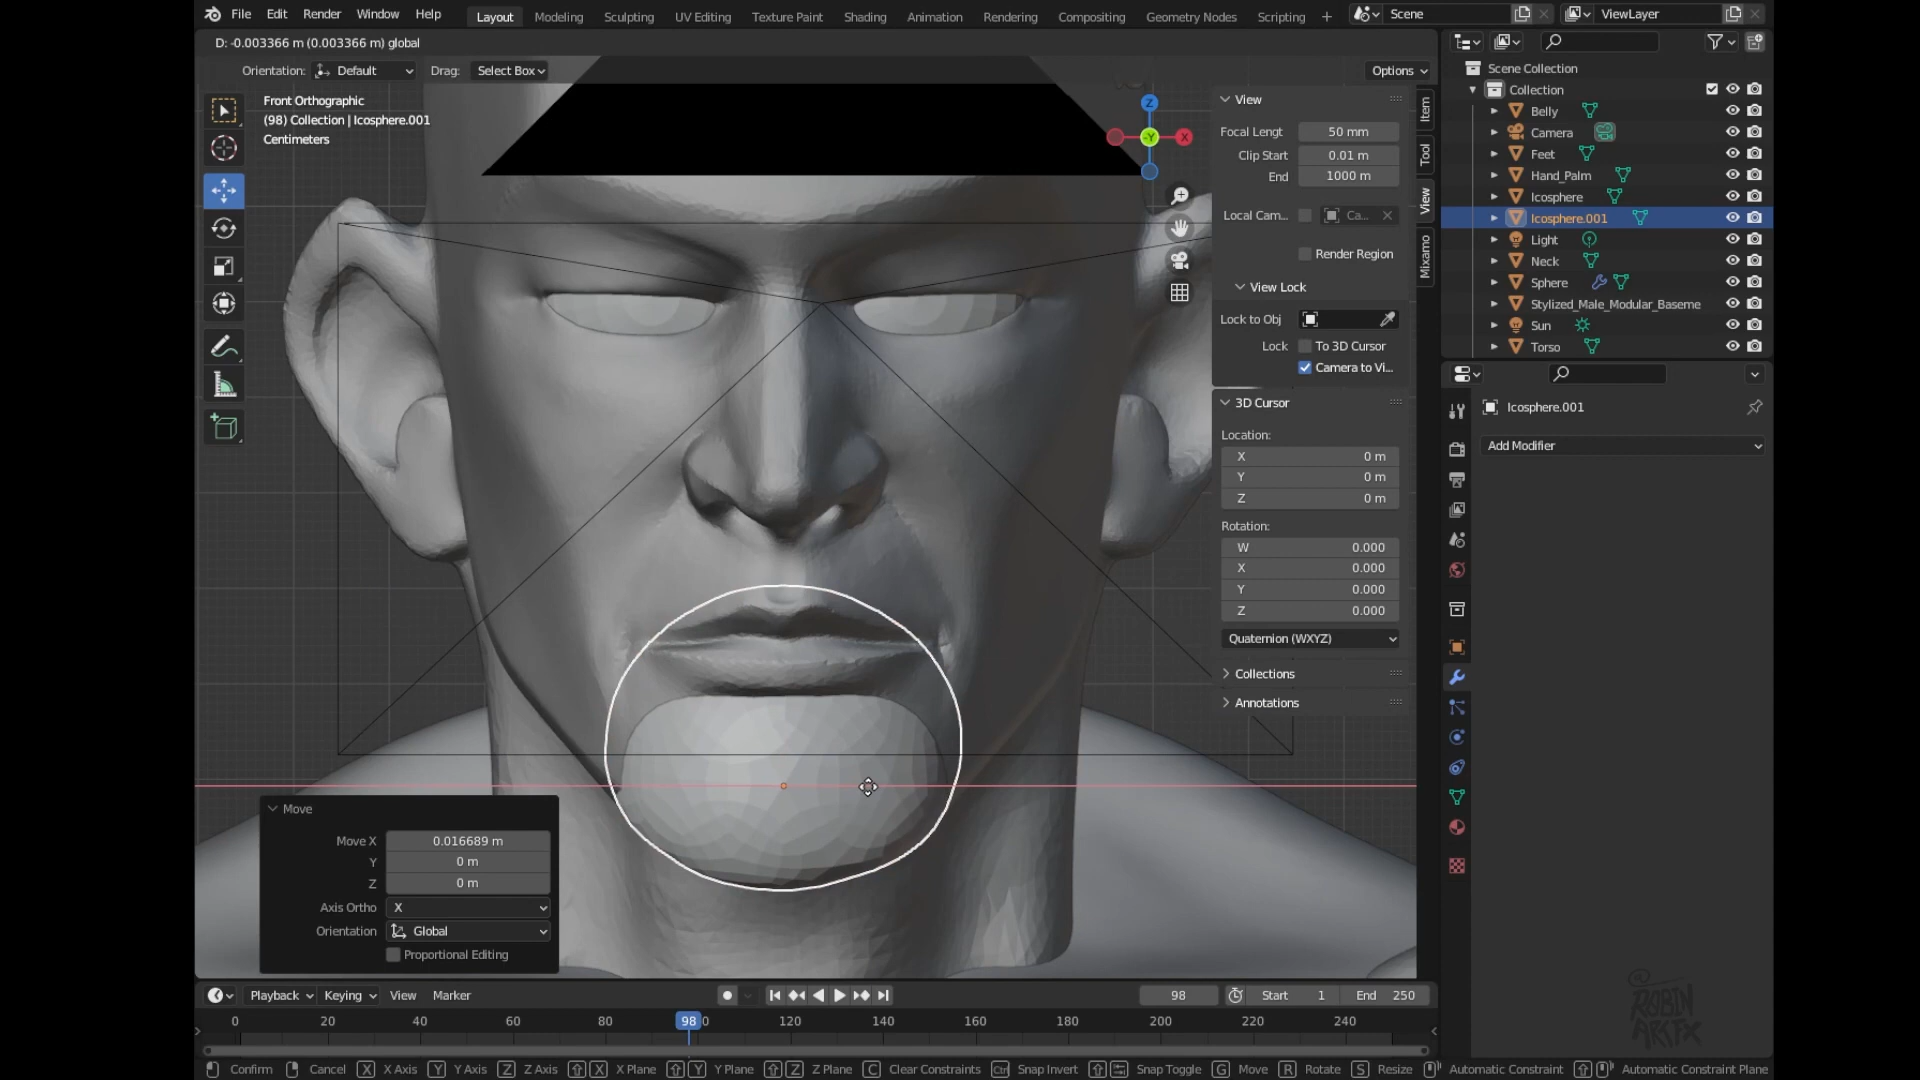 File Edit Render Window Help Layout Modeling Sculpting UV Editing Texture Paint Shading Animation Rendering Compositing Geometry Nodes Scripting + Scene ViewLayer
D: -0.003366 m (0.003366 m) global
Orientation: Default Drag: Select Box Options
Front Orthographic
(98) Collection | Icosphere.001
Centimeters
Z
-Y
X
View
Focal Lengt 50 mm
Clip Start 0.01 m
End 1000 m
Local Cam... Ca...
Render Region
View Lock
Lock to Obj
Lock To 3D Cursor
Camera to Vi...
3D Cursor
Location:
X 0 m
Y 0 m
Z 0 m
Rotation:
W 0.000
X 0.000
Y 0.000
Z 0.000
Quaternion (WXYZ)
Collections
Annotations
Item
Tool
View
Mixamo
Scene Collection
Collection
Belly
Camera
Feet
Hand_Palm
Icosphere
Icosphere.001
Light
Neck
Sphere
Stylized_Male_Modular_Baseme
Sun
Torso
Icosphere.001
Add Modifier
Move
Move X 0.016689 m
Y 0 m
Z 0 m
Axis Ortho X
Orientation Global
Proportional Editing
Playback Keying View Marker 98 Start 1 End 250
0 20 40 60 80 98 0 120 140 160 180 200 220 240
Confirm Cancel X X Axis Y Y Axis Z Z Axis X X Plane Y Y Plane Z Z Plane C Clear Constraints Ctrl Snap Invert Snap Toggle G Move R Rotate S Resize Automatic Constraint Automatic Constraint Plane
ROBIN
ARTFX